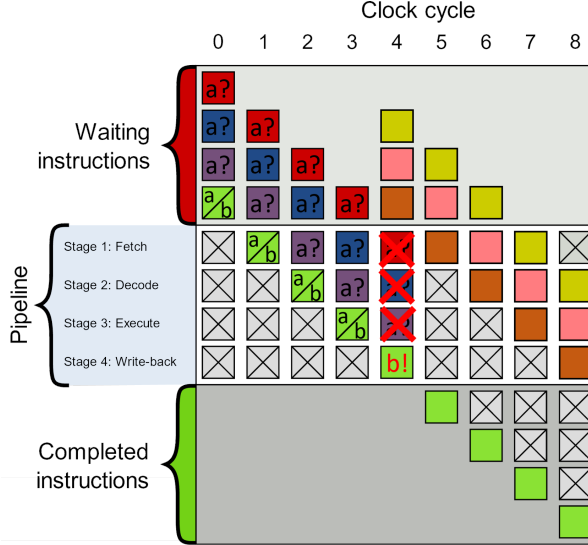 Clock cycle
0 1 2 3 4 5 6 7 8
a?
a? a?
a? a? a?
a/b a? a? a?
Waiting
instructions
Stage 1: Fetch a/b a? a? a?
Stage 2: Decode a/b a? a?
Stage 3: Execute a/b a?
Stage 4: Write-back b!
Pipeline
Completed
instructions